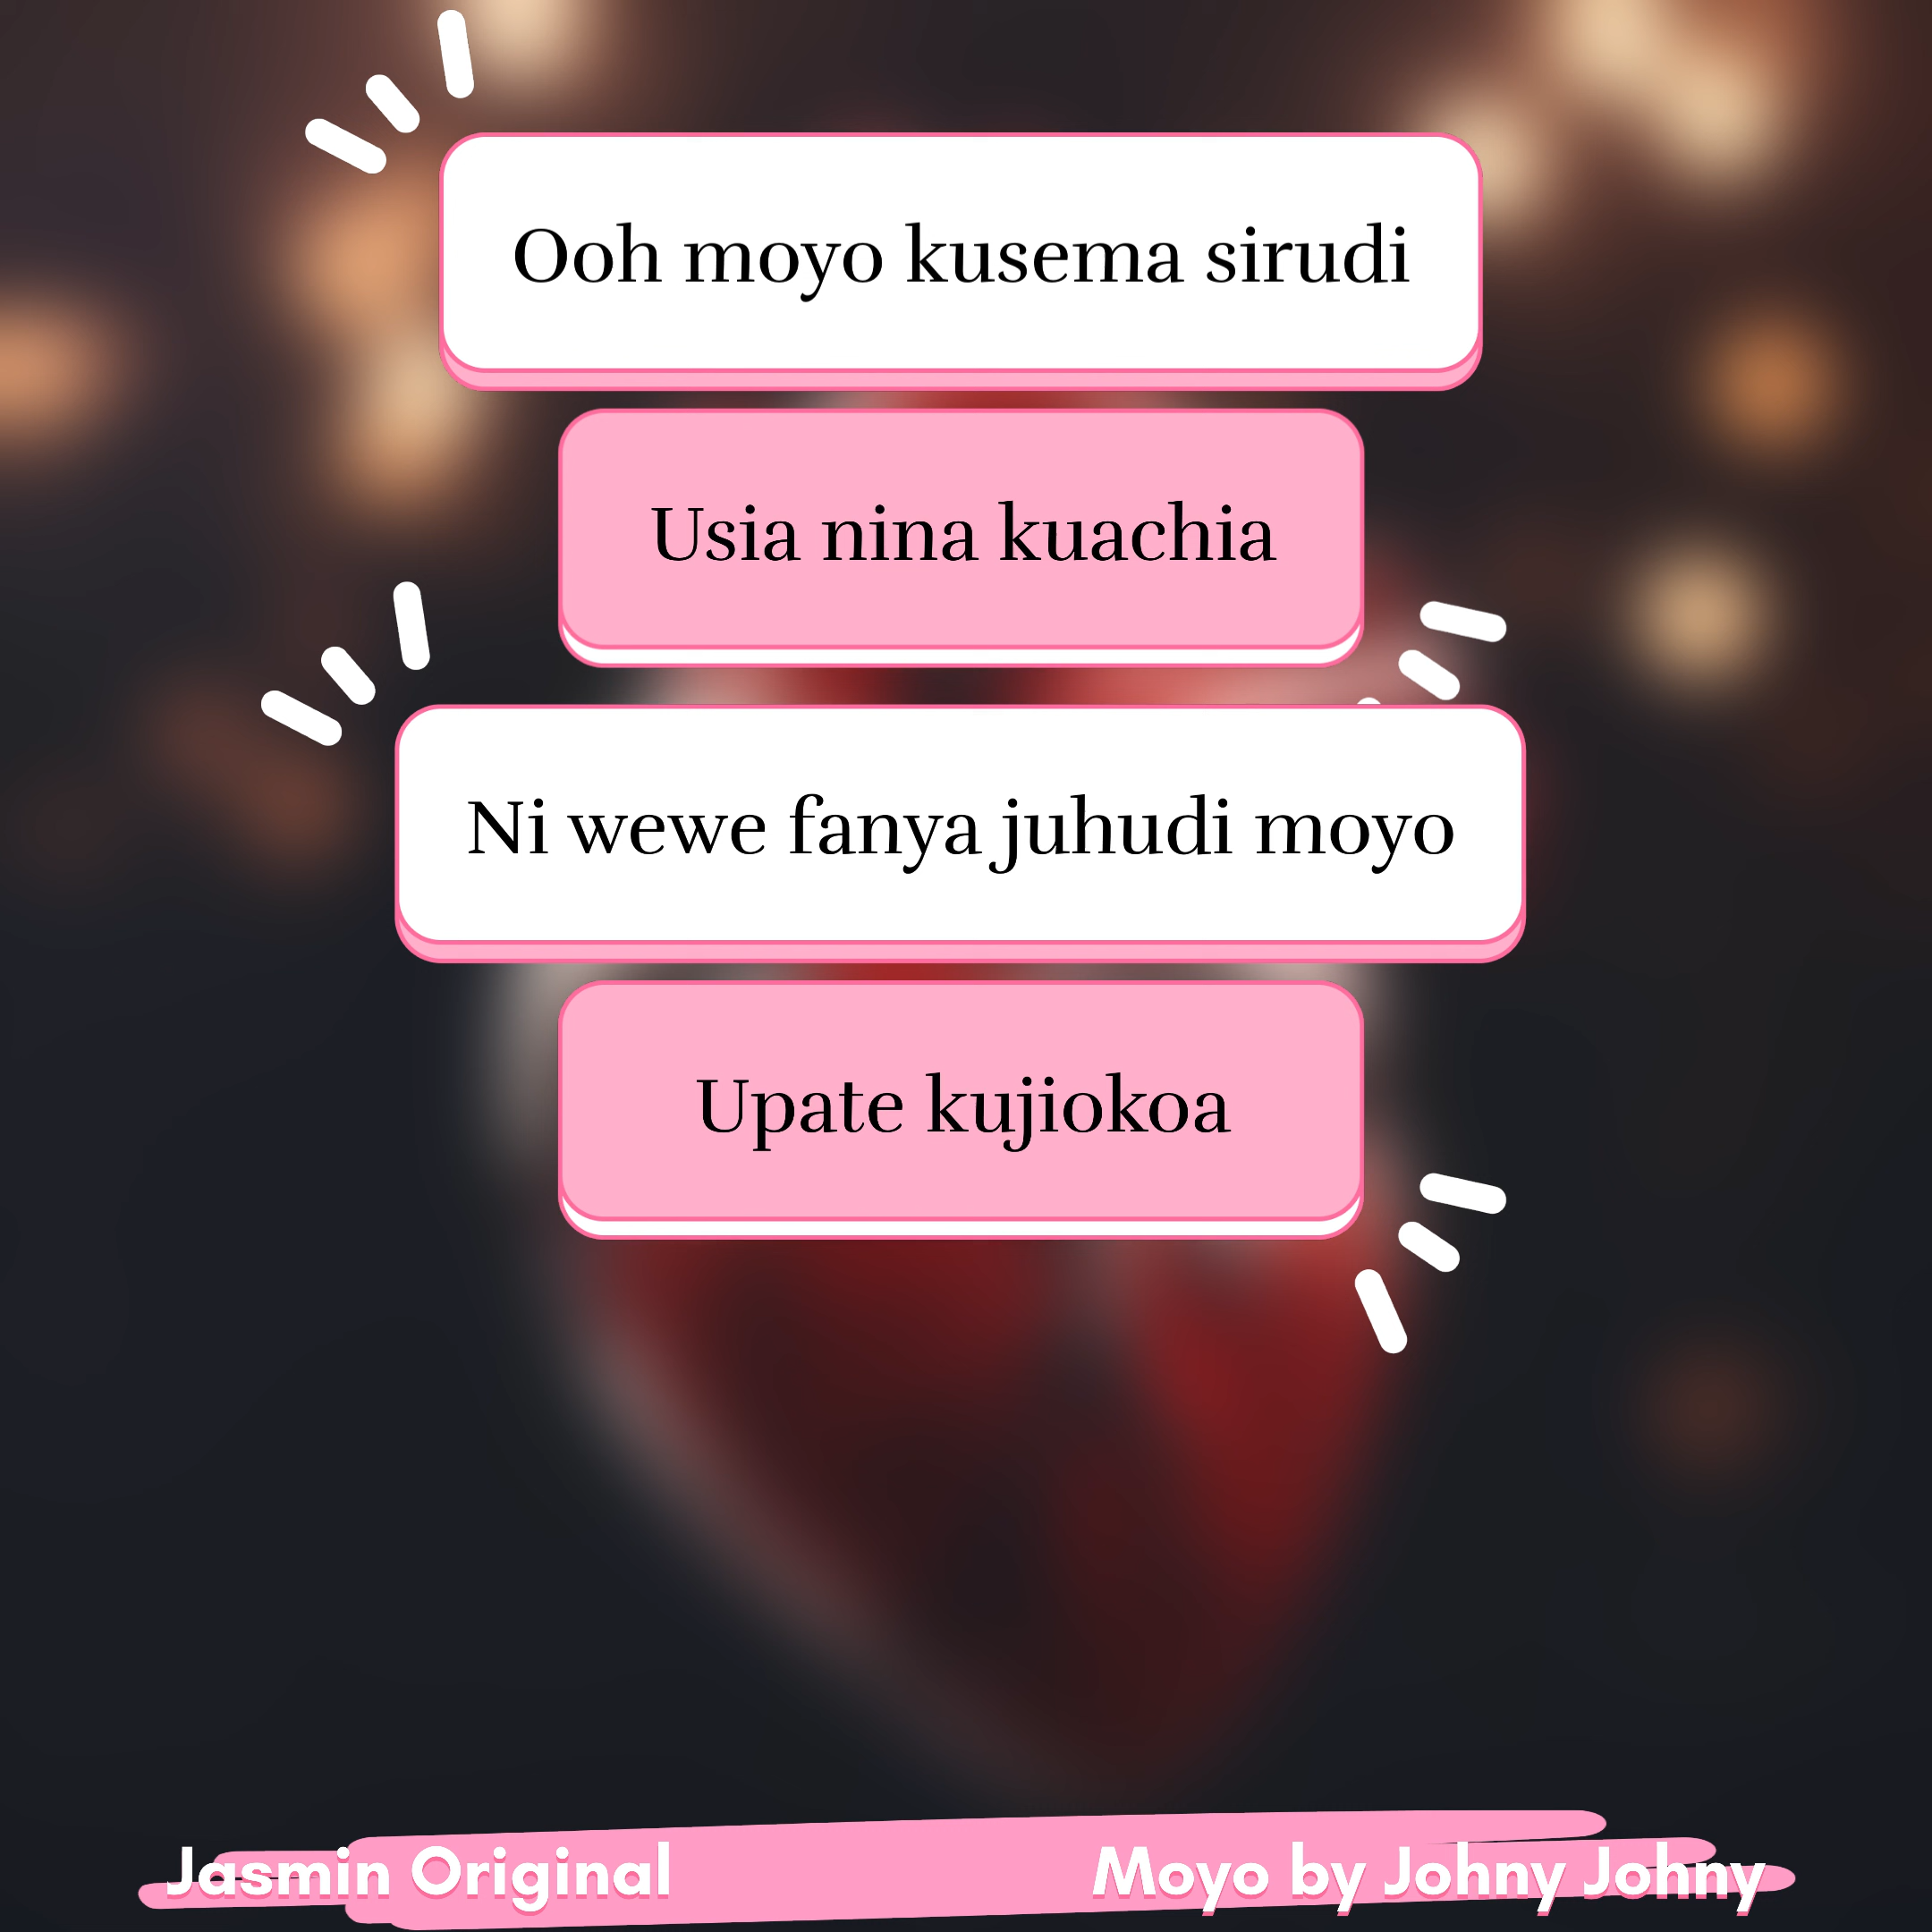 Ooh moyo kusema sirudi
Usia nina kuachia
Ni wewe fanya juhudi moyo
Upate kujiokoa
Jasmin Original
Moyo by Johny Johny